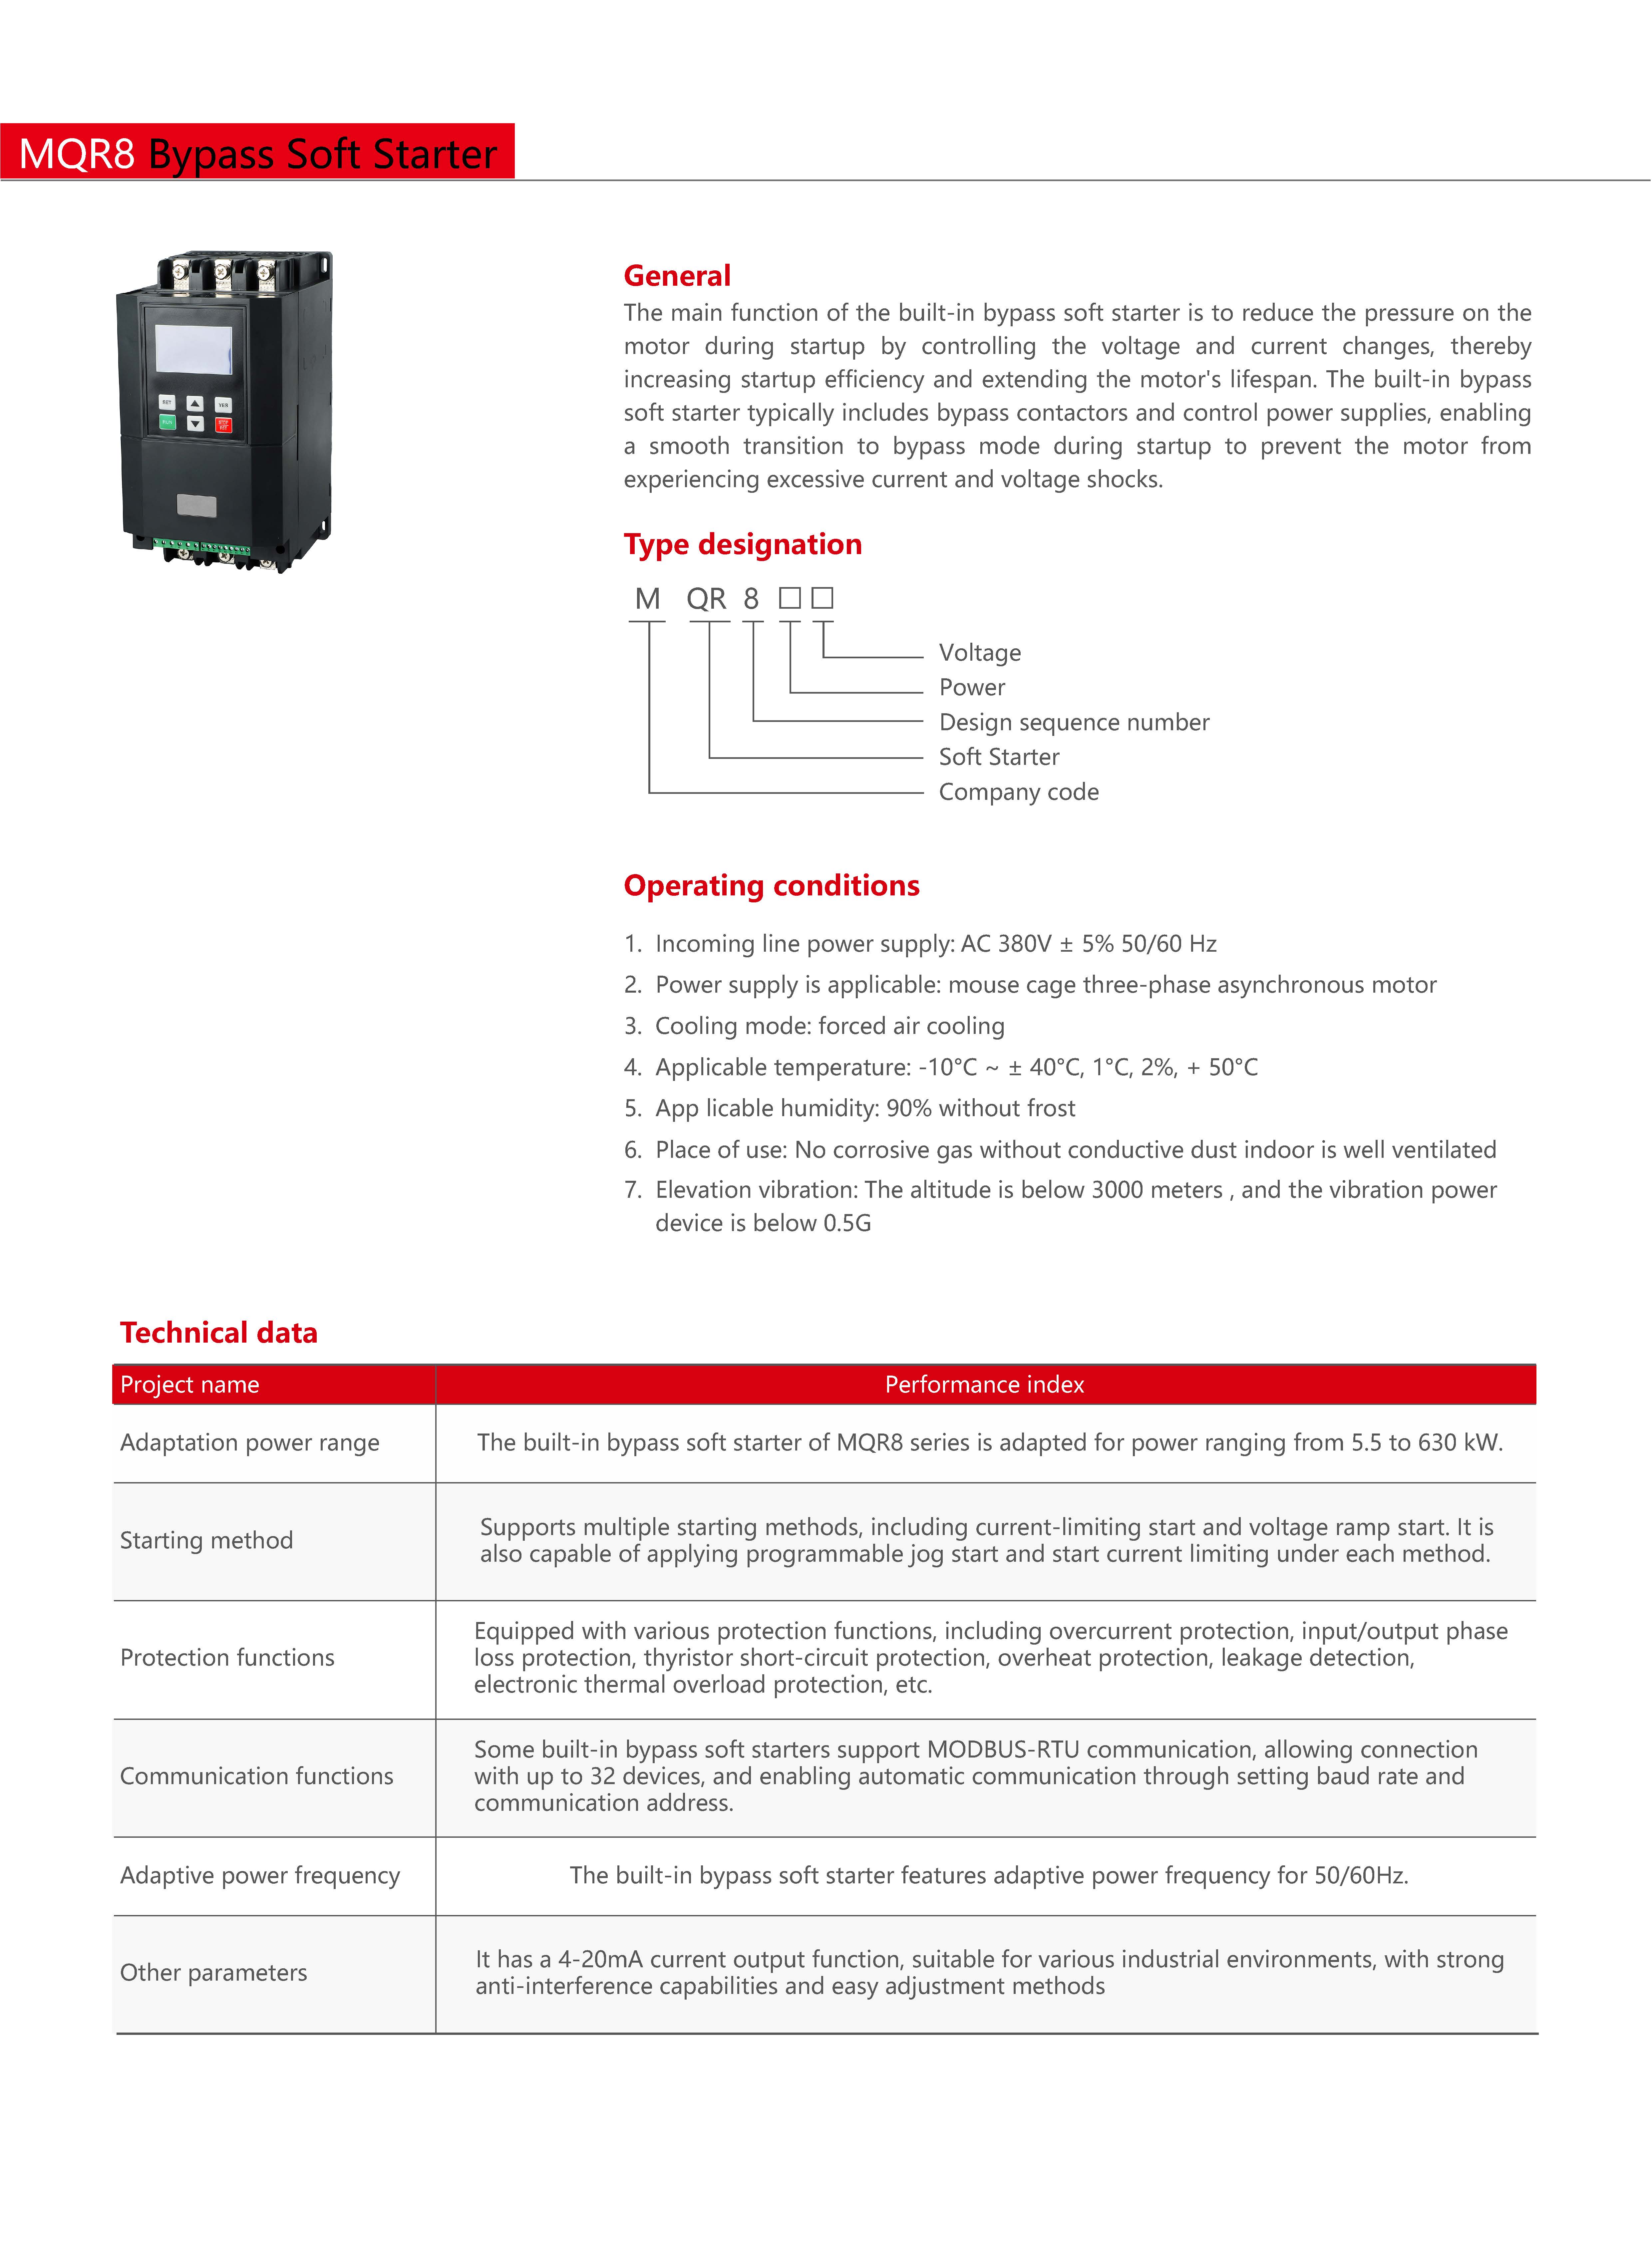 MQR8 Bypass Soft Starter
SET
YER
RUN
General
The main function of the built-in bypass soft starter is to reduce the pressure on the
motor during startup by controlling the voltage and current changes, thereby
increasing startup efficiency and extending the motor's lifespan. The built-in bypass
soft starter typically includes bypass contactors and control power supplies, enabling
a smooth transition to bypass mode during startup to prevent the motor from
experiencing excessive current and voltage shocks.
Type designation
M QR 8 □ □
Voltage
Power
Design sequence number
Soft Starter
Company code
Operating conditions
1. Incoming line power supply: AC 380V ± 5% 50/60 Hz
2. Power supply is applicable: mouse cage three-phase asynchronous motor
3. Cooling mode: forced air cooling
4. Applicable temperature: -10°C ~ ± 40°C, 1°C, 2%, + 50°C
5. App licable humidity: 90% without frost
6. Place of use: No corrosive gas without conductive dust indoor is well ventilated
7. Elevation vibration: The altitude is below 3000 meters , and the vibration power
device is below 0.5G
Technical data
Project name Performance index
Adaptation power range The built-in bypass soft starter of MQR8 series is adapted for power ranging from 5.5 to 630 kW.
Starting method
Supports multiple starting methods, including current-limiting start and voltage ramp start. It is
also capable of applying programmable jog start and start current limiting under each method.
Protection functions
Equipped with various protection functions, including overcurrent protection, input/output phase
loss protection, thyristor short-circuit protection, overheat protection, leakage detection,
electronic thermal overload protection, etc.
Communication functions
Some built-in bypass soft starters support MODBUS-RTU communication, allowing connection
with up to 32 devices, and enabling automatic communication through setting baud rate and
communication address.
Adaptive power frequency The built-in bypass soft starter features adaptive power frequency for 50/60Hz.
Other parameters
It has a 4-20mA current output function, suitable for various industrial environments, with strong
anti-interference capabilities and easy adjustment methods